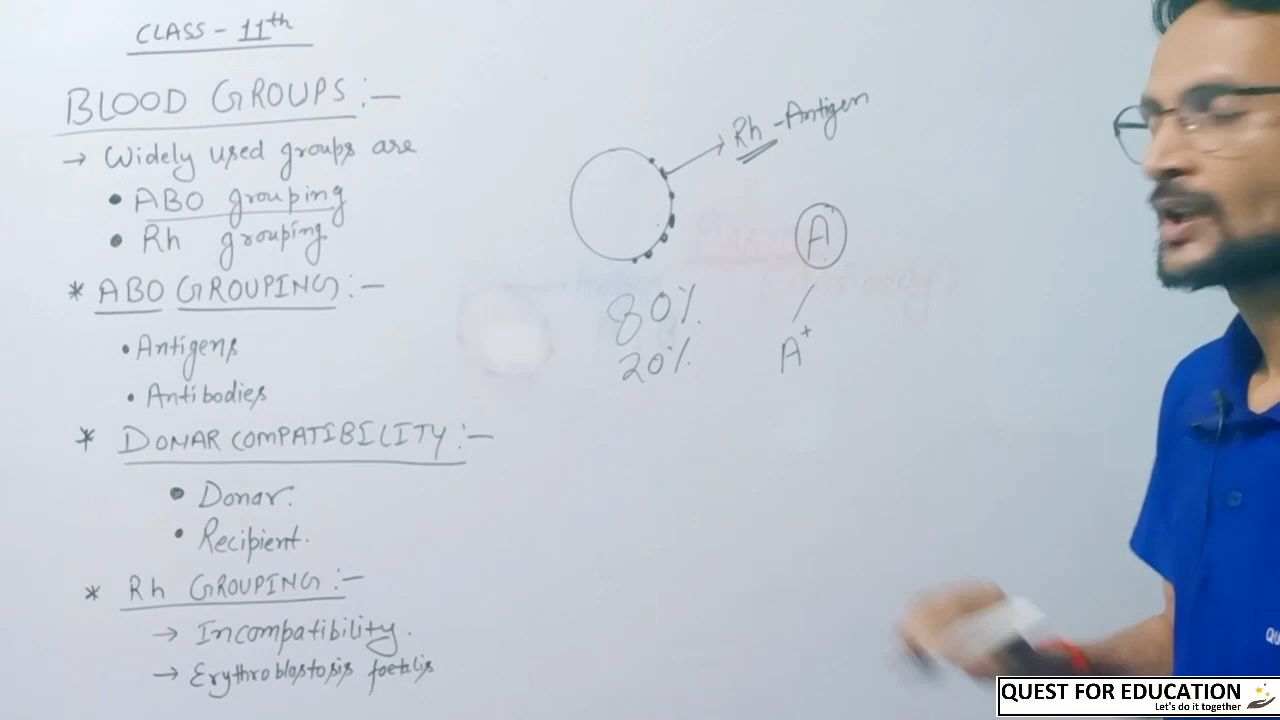 CLASS - 11th
BLOOD GROUPS :-
→ Widely used groups are
• ABO grouping
• Rh grouping
* ABO GROUPING :-
• Antigens
• Antibodies
* DONAR COMPATIBILITY :-
• Donar.
• Recipient.
* Rh GROUPING :-
→ Incompatibility.
→ Erythroblastosis foetalis
Rh - Antigen
A
80%
20%
A+
QUEST FOR EDUCATION
Let's do it together
QU